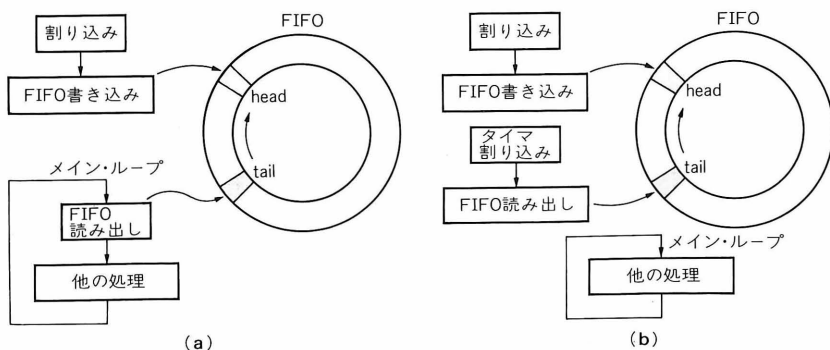 割り込み
FIFO書き込み
FIFO
head
tail
メイン・ループ
FIFO
読み出し
他の処理
(a)
割り込み
FIFO書き込み
タイマ
割り込み
FIFO読み出し
FIFO
head
tail
メイン・ループ
他の処理
(b)